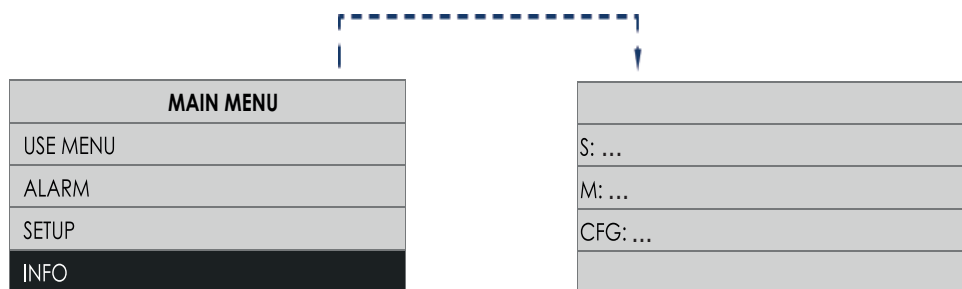 MAIN MENU
USE MENU
ALARM
SETUP
INFO
S: ...
M: ...
CFG: ...